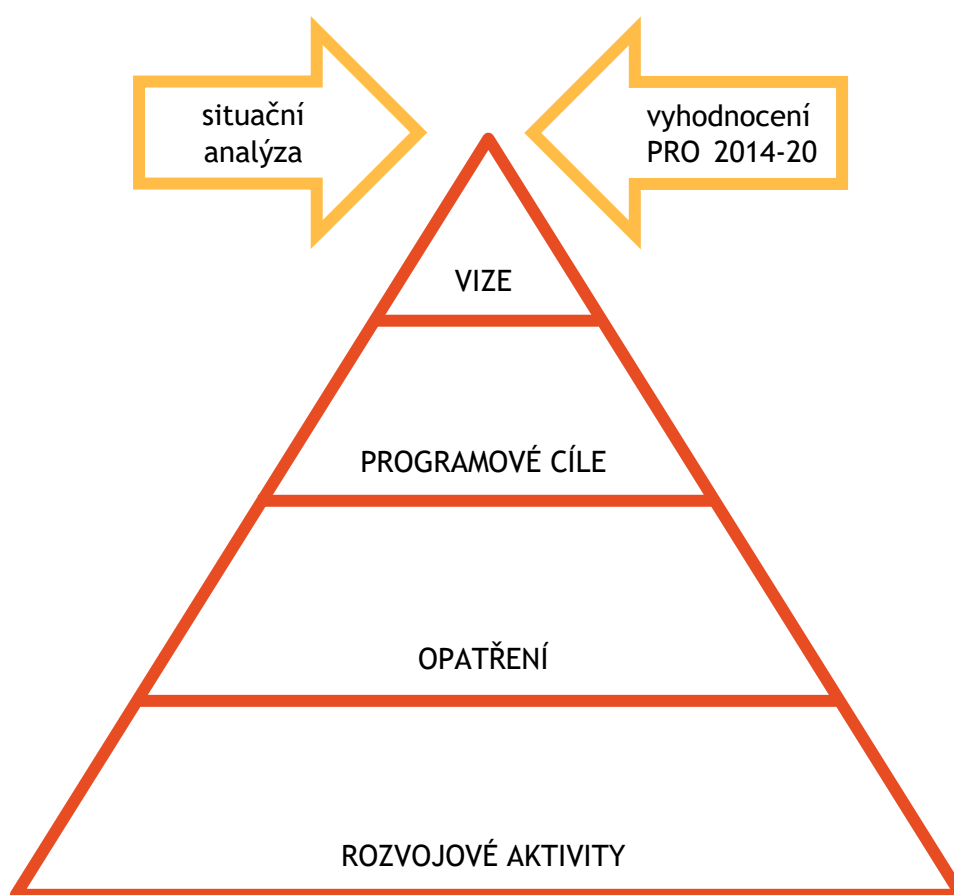 situační
analýza
vyhodnocení
PRO 2014-20
VIZE
PROGRAMOVÉ CÍLE
OPATŘENÍ
ROZVOJOVÉ AKTIVITY